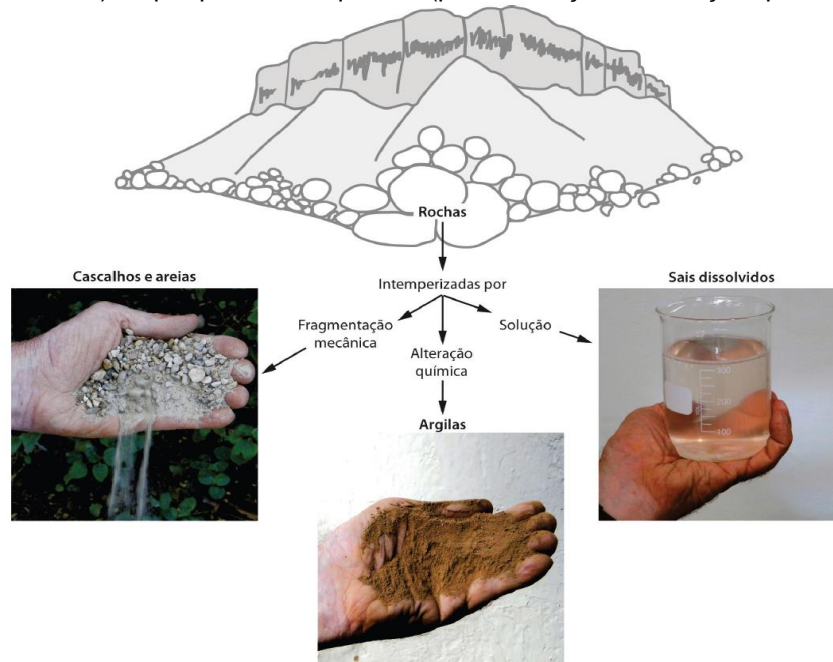 Rochas
Intemperizadas por
Cascalhos e areias
Fragmentação
mecânica
Alteração
química
Solução
Sais dissolvidos
Argilas
300
200
100